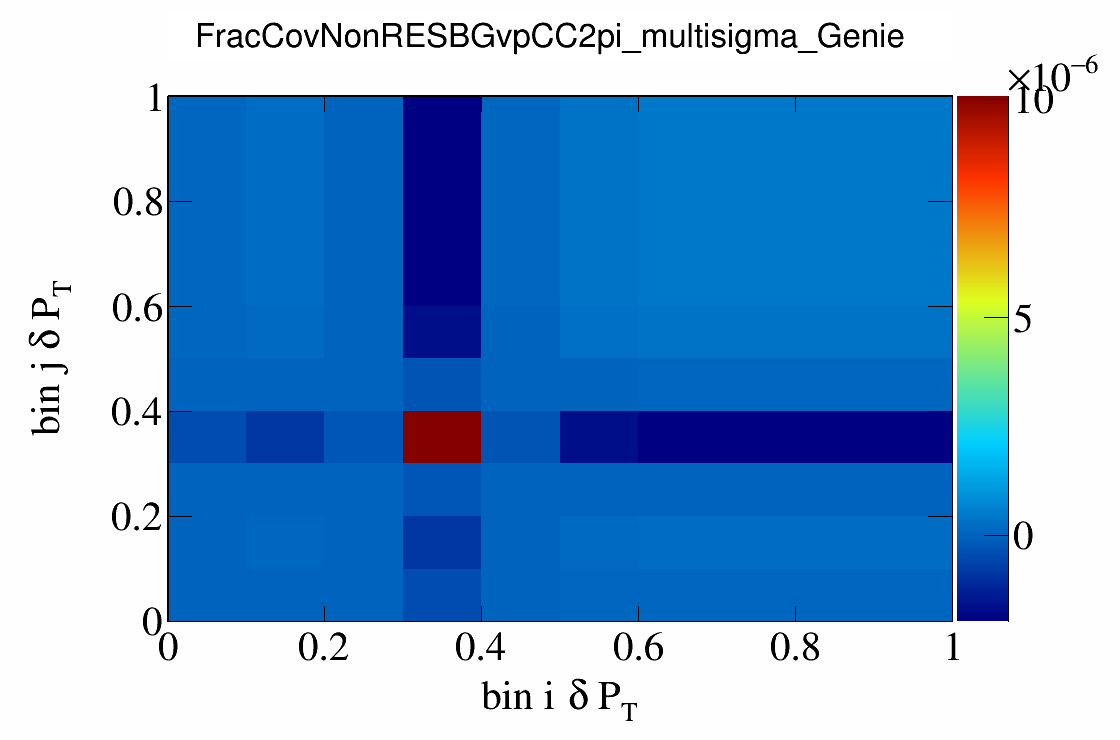 FracCovNonRESBGvpCC2pi_multisigma_Genie
×10⁻⁶
10
5
0
1
0.8
0.6
0.4
0.2
0
bin j δ P_T
0 0.2 0.4 0.6 0.8 1
bin i δ P_T